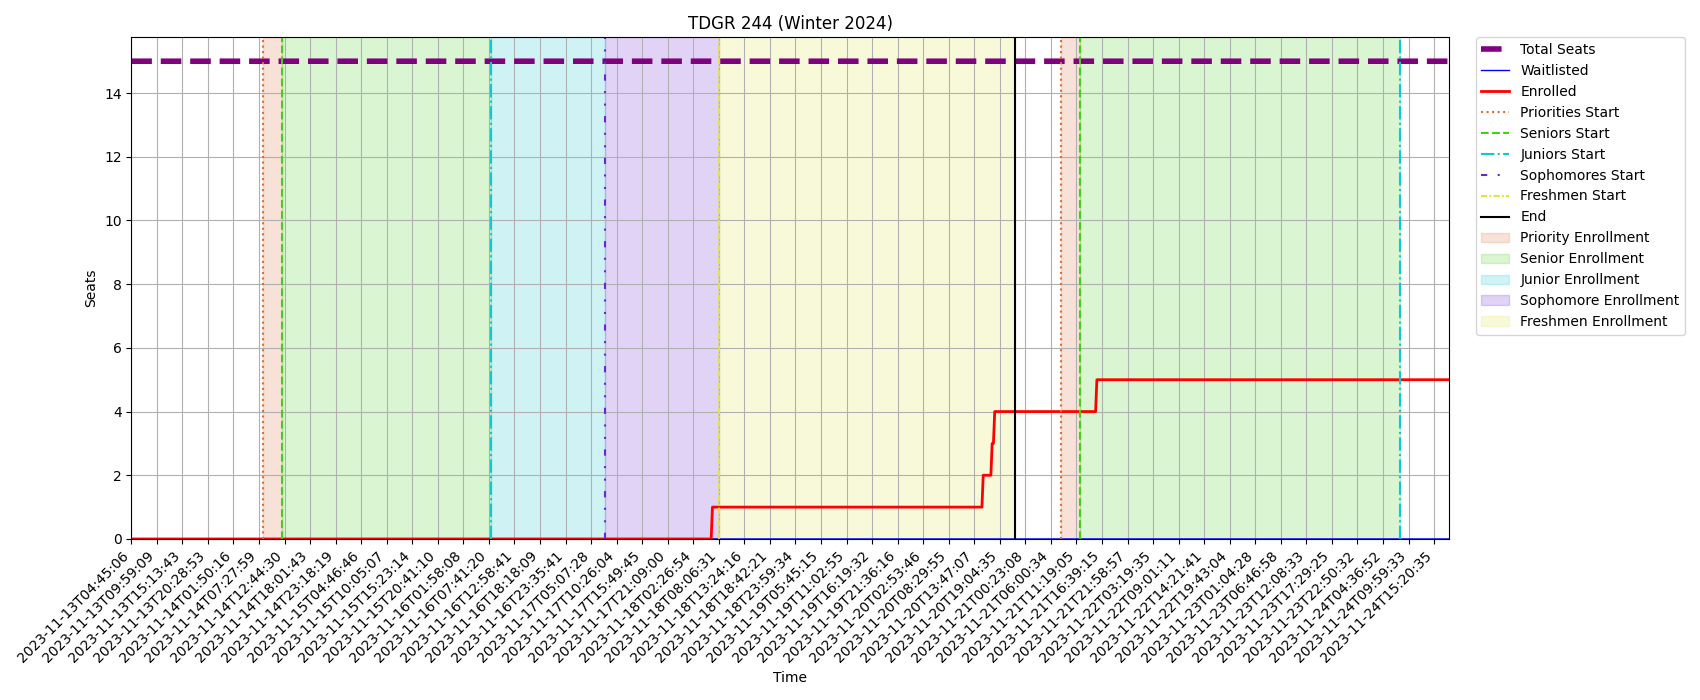 TDGR 244 (Winter 2024)
Seats
14
12
10
8
6
4
2
0
2023-11-13T04:45:06
2023-11-13T09:59:09
2023-11-13T15:13:43
2023-11-13T20:28:53
2023-11-14T01:50:16
2023-11-14T07:27:59
2023-11-14T12:44:30
2023-11-14T18:01:43
2023-11-14T23:18:19
2023-11-15T04:46:46
2023-11-15T10:05:07
2023-11-15T15:23:14
2023-11-15T20:41:10
2023-11-16T01:58:08
2023-11-16T07:41:20
2023-11-16T12:58:41
2023-11-16T18:18:09
2023-11-16T23:35:41
2023-11-17T05:07:28
2023-11-17T10:26:04
2023-11-17T15:49:45
2023-11-17T21:09:00
2023-11-18T02:26:54
2023-11-18T08:06:31
2023-11-18T13:24:16
2023-11-18T18:42:21
2023-11-18T23:59:34
2023-11-19T05:45:15
2023-11-19T11:02:55
2023-11-19T16:19:32
2023-11-19T21:36:16
2023-11-20T02:53:46
2023-11-20T08:29:55
2023-11-20T13:47:07
2023-11-20T19:04:35
2023-11-21T00:23:08
2023-11-21T06:00:34
2023-11-21T11:19:05
2023-11-21T16:39:15
2023-11-21T21:58:57
2023-11-22T03:19:35
2023-11-22T09:01:11
2023-11-22T14:21:41
2023-11-22T19:43:04
2023-11-23T01:04:28
2023-11-23T06:46:58
2023-11-23T12:08:33
2023-11-23T17:29:25
2023-11-23T22:50:32
2023-11-24T04:36:52
2023-11-24T09:59:33
2023-11-24T15:20:35
Time
Total Seats
Waitlisted
Enrolled
Priorities Start
Seniors Start
Juniors Start
Sophomores Start
Freshmen Start
End
Priority Enrollment
Senior Enrollment
Junior Enrollment
Sophomore Enrollment
Freshmen Enrollment